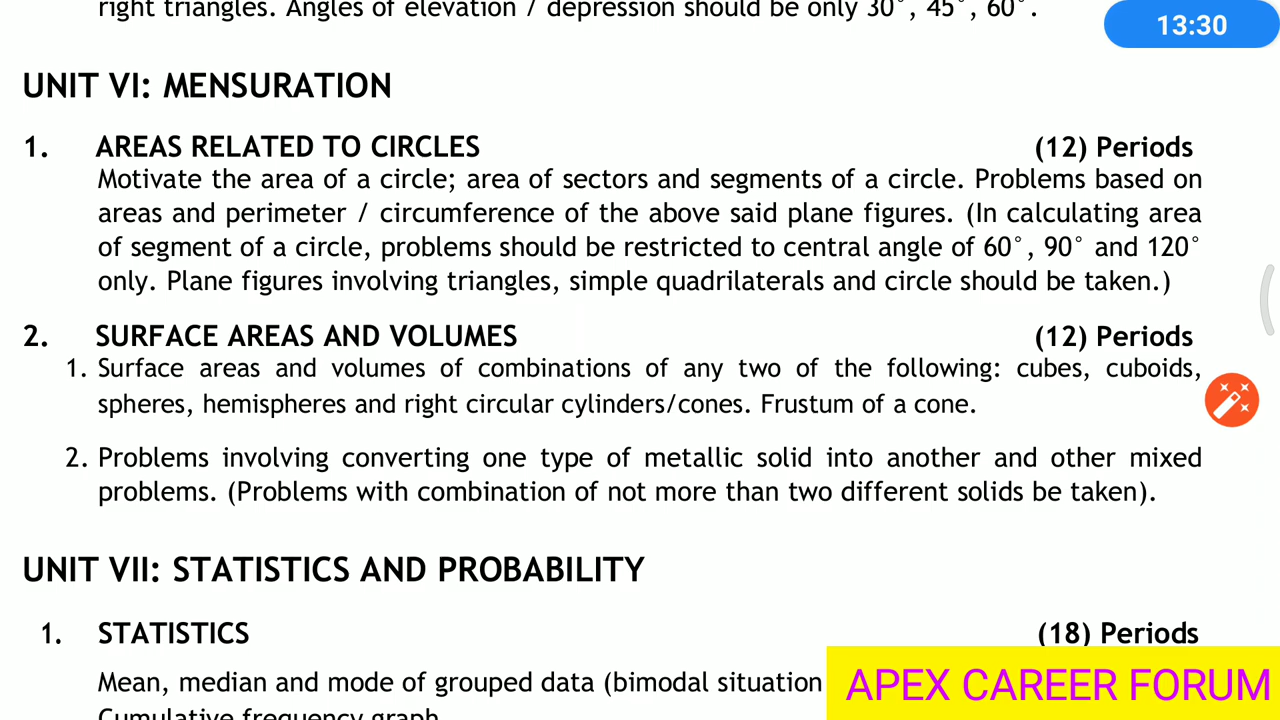 right triangles. Angles of elevation / depression should be only 30°, 45°, 60°.
13:30
UNIT VI: MENSURATION
1. AREAS RELATED TO CIRCLES (12) Periods
Motivate the area of a circle; area of sectors and segments of a circle. Problems based on
areas and perimeter / circumference of the above said plane figures. (In calculating area
of segment of a circle, problems should be restricted to central angle of 60°, 90° and 120°
only. Plane figures involving triangles, simple quadrilaterals and circle should be taken.)
2. SURFACE AREAS AND VOLUMES (12) Periods
1. Surface areas and volumes of combinations of any two of the following: cubes, cuboids,
spheres, hemispheres and right circular cylinders/cones. Frustum of a cone.
2. Problems involving converting one type of metallic solid into another and other mixed
problems. (Problems with combination of not more than two different solids be taken).
UNIT VII: STATISTICS AND PROBABILITY
1. STATISTICS (18) Periods
Mean, median and mode of grouped data (bimodal situation
APEX CAREER FORUM
Cumulative frequency graph